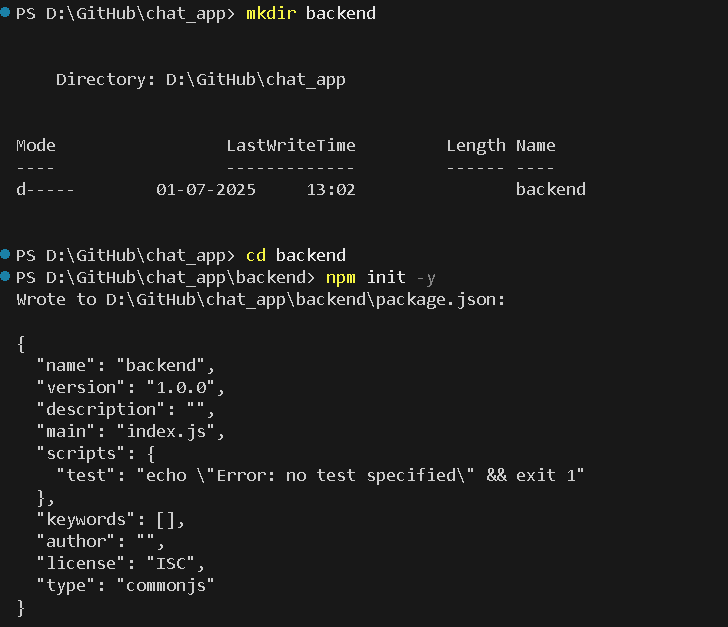 PS D:\GitHub\chat_app> mkdir backend
Directory: D:\GitHub\chat_app
Mode LastWriteTime Length Name
---- ------------- ------ ----
d----- 01-07-2025 13:02 backend
PS D:\GitHub\chat_app> cd backend
PS D:\GitHub\chat_app\backend> npm init -y
Wrote to D:\GitHub\chat_app\backend\package.json:
{
  "name": "backend",
  "version": "1.0.0",
  "description": "",
  "main": "index.js",
  "scripts": {
    "test": "echo \"Error: no test specified\" && exit 1"
  },
  "keywords": [],
  "author": "",
  "license": "ISC",
  "type": "commonjs"
}